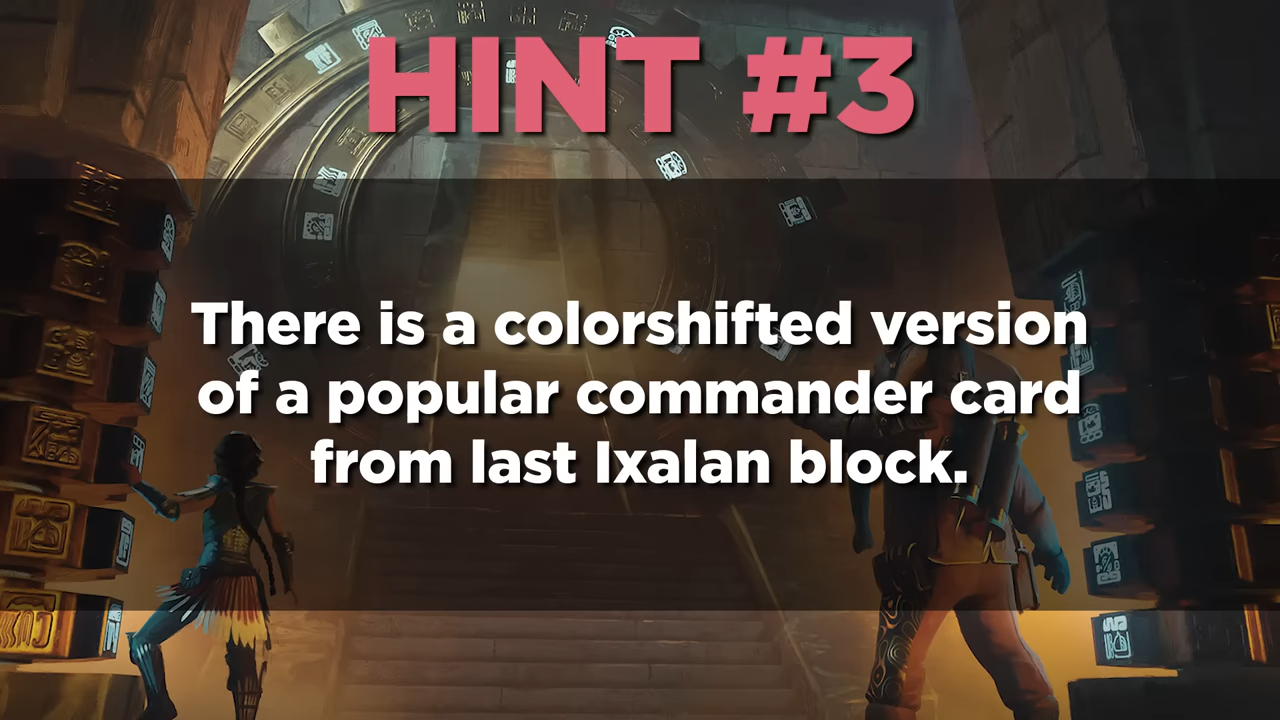 HINT #3
There is a colorshifted version
of a popular commander card
from last Ixalan block.